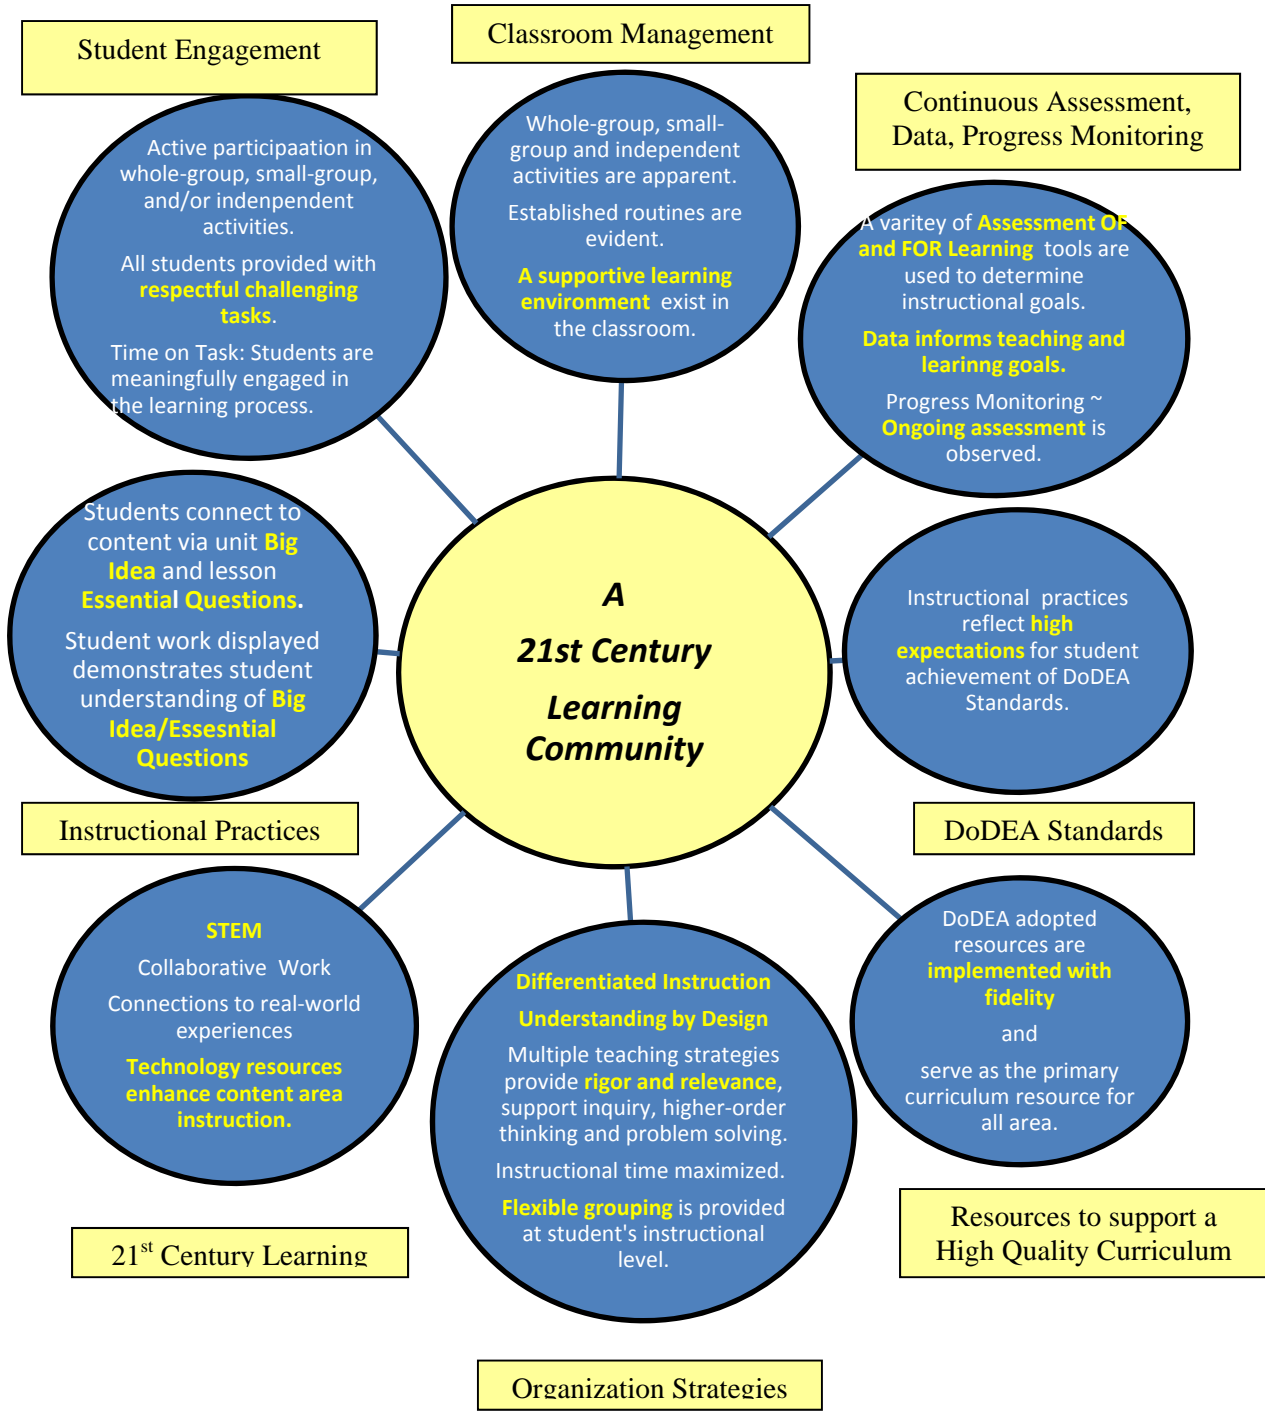 Student Engagement
Active participaation in
whole-group, small-group,
and/or indenpendent
activities.
All students provided with
respectful challenging
tasks.
Time on Task: Students are
meaningfully engaged in
the learning process.
Classroom Management
Whole-group, small-
group and independent
activities are apparent.
Established routines are
evident.
A supportive learning
environment exist in
the classroom.
Continuous Assessment,
Data, Progress Monitoring
A varitey of Assessment OF
and FOR Learning tools are
used to determine
instructional goals.
Data informs teaching and
learinng goals.
Progress Monitoring ~
Ongoing assessment is
observed.
Students connect to
content via unit Big
Idea and lesson
Essential Questions.
Student work displayed
demonstrates student
understanding of Big
Idea/Essesntial
Questions
Instructional Practices
A
21st Century
Learning
Community
Instructional practices
reflect high
expectations for student
achievement of DoDEA
Standards.
DoDEA Standards
STEM
Collaborative Work
Connections to real-world
experiences
Technology resources
enhance content area
instruction.
21st Century Learning
Differentiated Instruction
Understanding by Design
Multiple teaching strategies
provide rigor and relevance,
support inquiry, higher-order
thinking and problem solving.
Instructional time maximized.
Flexible grouping is provided
at student's instructional
level.
Organization Strategies
DoDEA adopted
resources are
implemented with
fidelity
and
serve as the primary
curriculum resource for
all area.
Resources to support a
High Quality Curriculum